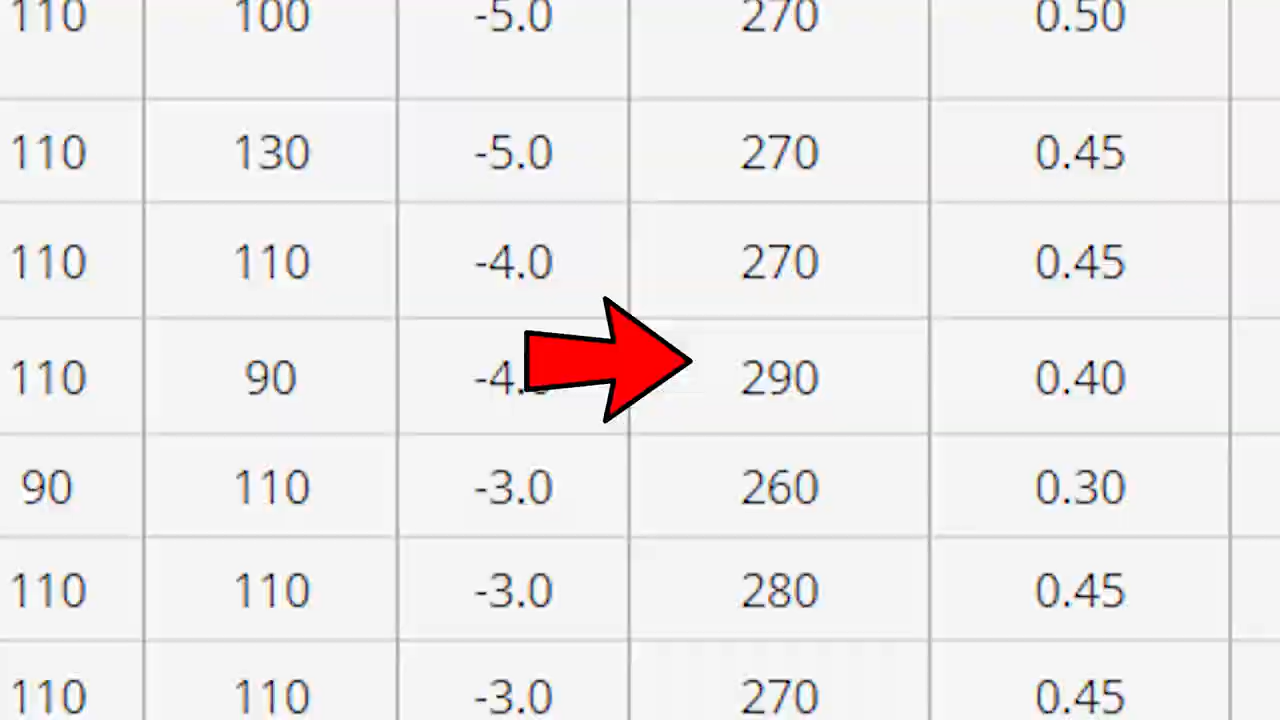 110 100 -5.0 270 0.50
110 130 -5.0 270 0.45
110 110 -4.0 270 0.45
110 90 290 0.40
90 110 -3.0 260 0.30
110 110 -3.0 280 0.45
110 110 -3.0 270 0.45